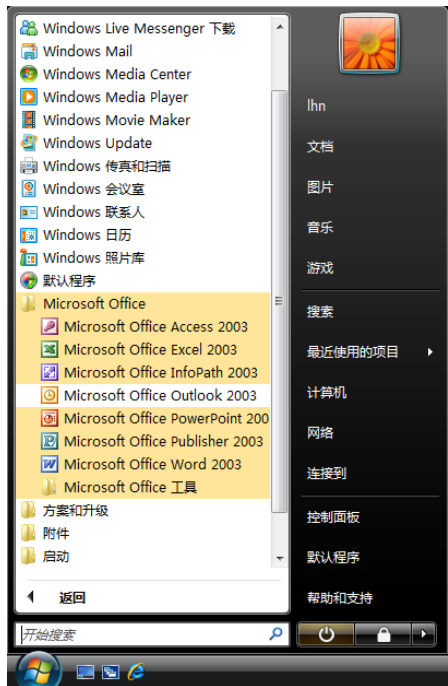 Windows Live Messenger 下载
Windows Mail
Windows Media Center
Windows Media Player
Windows Movie Maker
Windows Update
Windows 传真和扫描
Windows 会议室
Windows 联系人
Windows 日历
Windows 照片库
默认程序
Microsoft Office
Microsoft Office Access 2003
Microsoft Office Excel 2003
Microsoft Office InfoPath 2003
Microsoft Office Outlook 2003
Microsoft Office PowerPoint 200
Microsoft Office Publisher 2003
Microsoft Office Word 2003
Microsoft Office 工具
方案和升级
附件
启动
返回
开始搜索
lhn
文档
图片
音乐
游戏
搜索
最近使用的项目
计算机
网络
连接到
控制面板
默认程序
帮助和支持